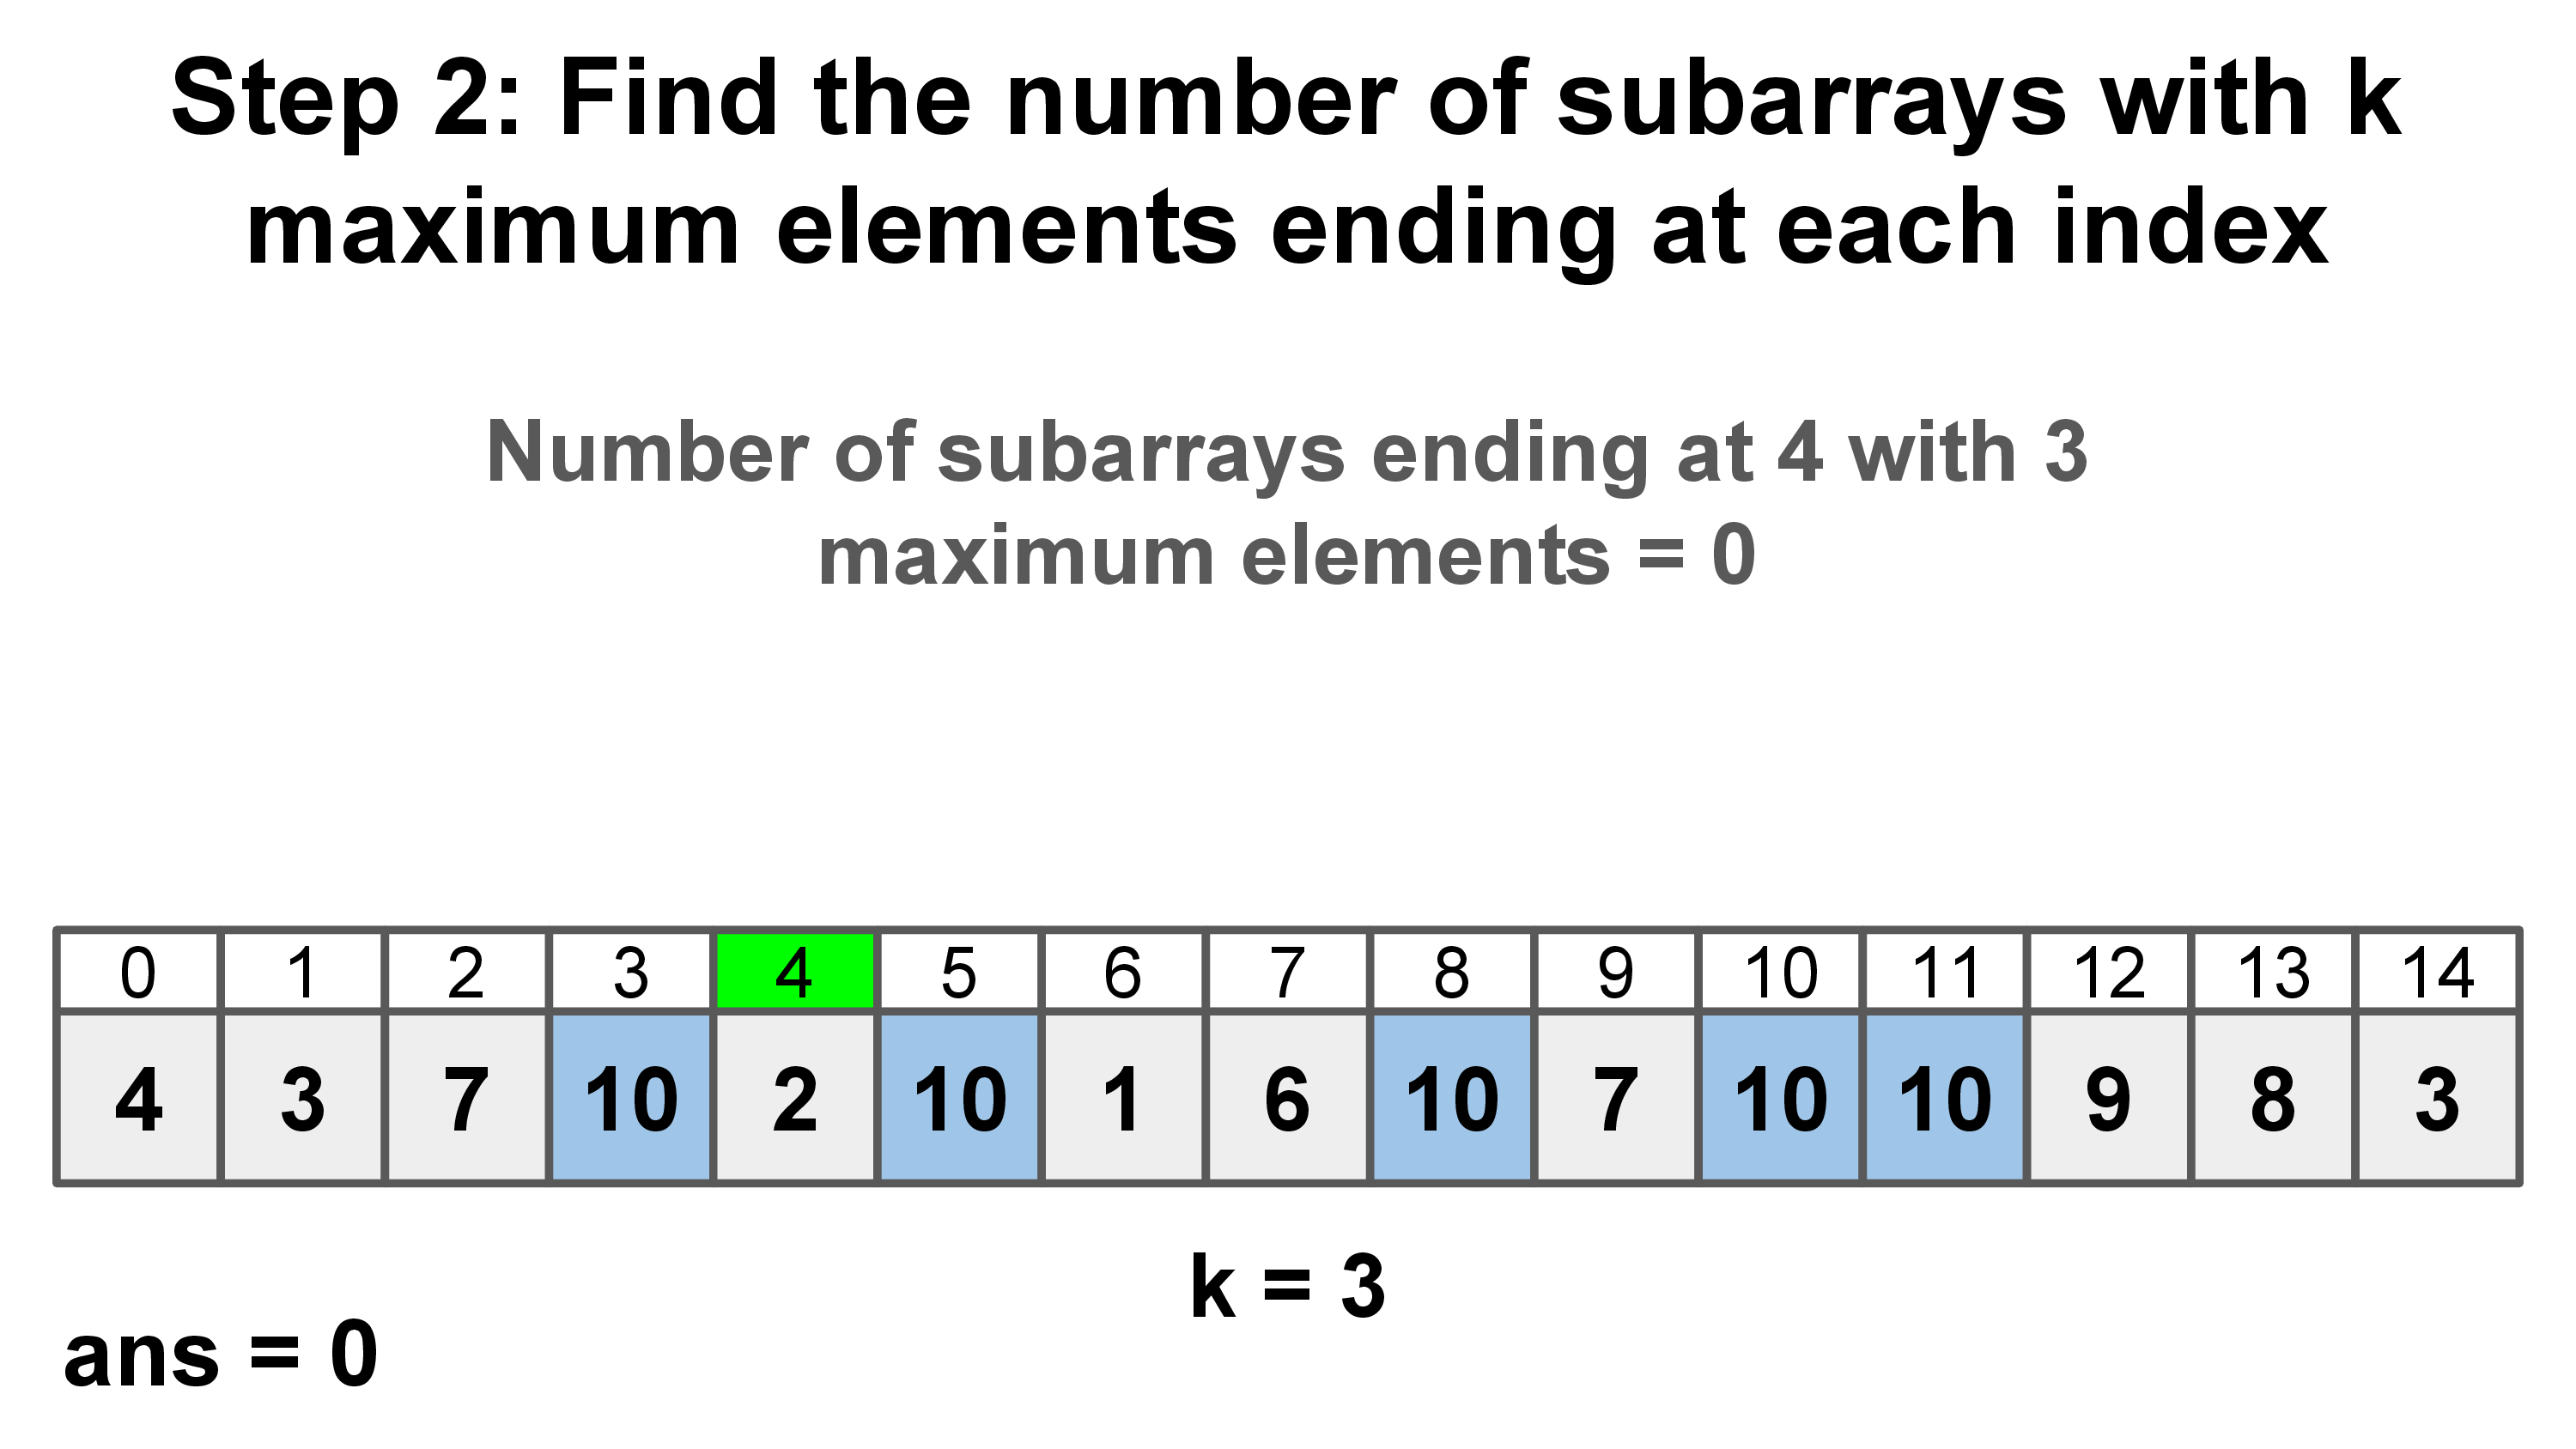 Step 2: Find the number of subarrays with k
maximum elements ending at each index
Number of subarrays ending at 4 with 3
maximum elements = 0
0 1 2 3 4 5 6 7 8 9 10 11 12 13 14
4 3 7 10 2 10 1 6 10 7 10 10 9 8 3
k = 3
ans = 0